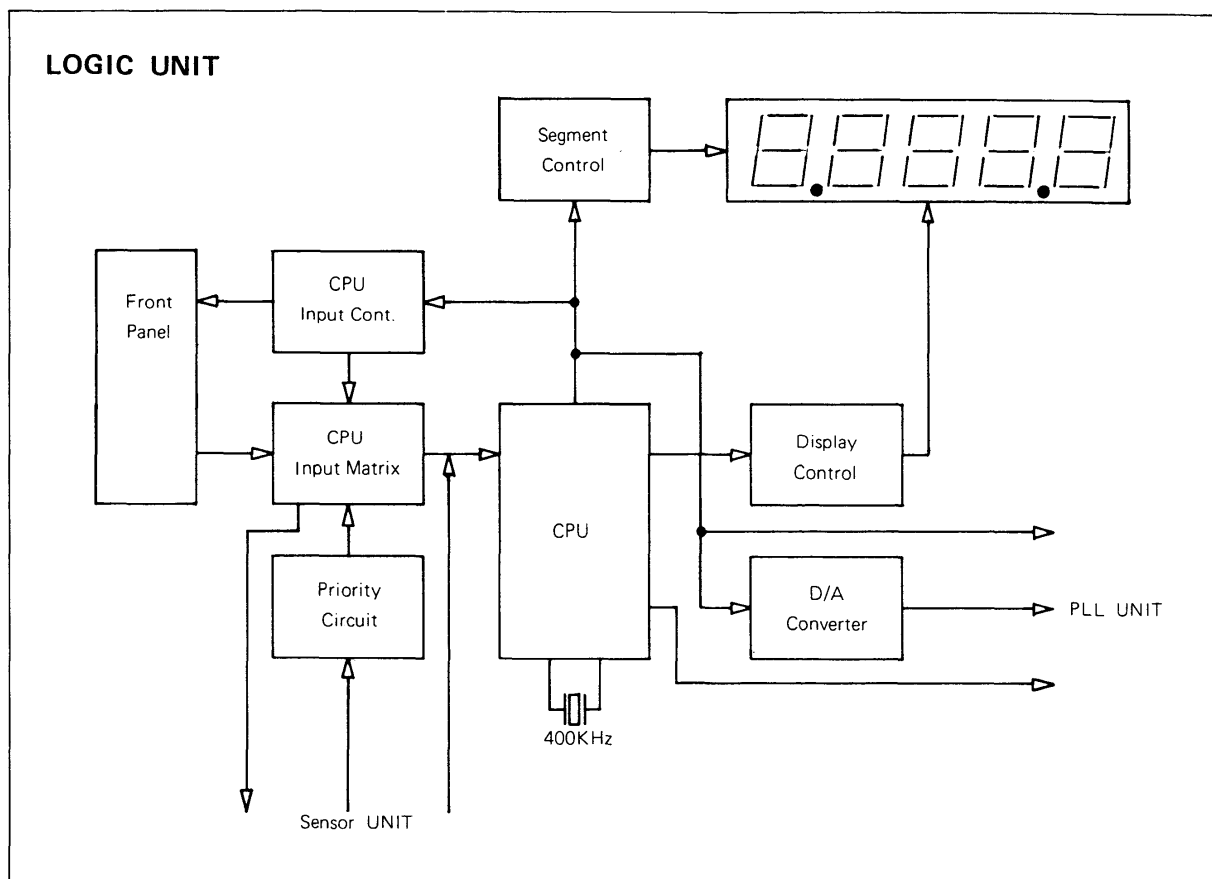 LOGIC UNIT
Segment
Control
Front
Panel
CPU
Input Cont.
CPU
Input Matrix
CPU
Display
Control
Priority
Circuit
D/A
Converter
PLL UNIT
400KHz
Sensor UNIT